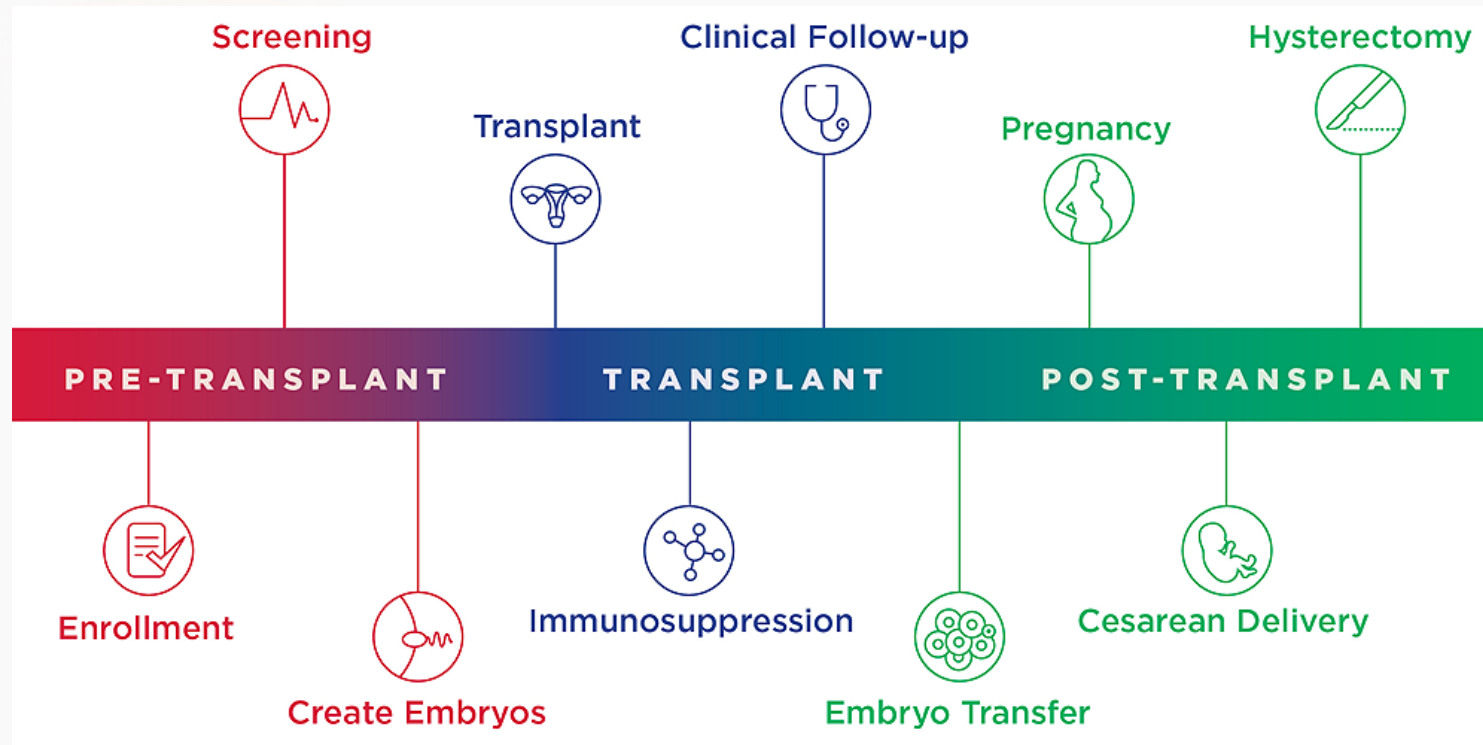 Screening
Clinical Follow-up
Hysterectomy
Transplant
Pregnancy
PRE-TRANSPLANT
TRANSPLANT
POST-TRANSPLANT
Enrollment
Immunosuppression
Cesarean Delivery
Create Embryos
Embryo Transfer